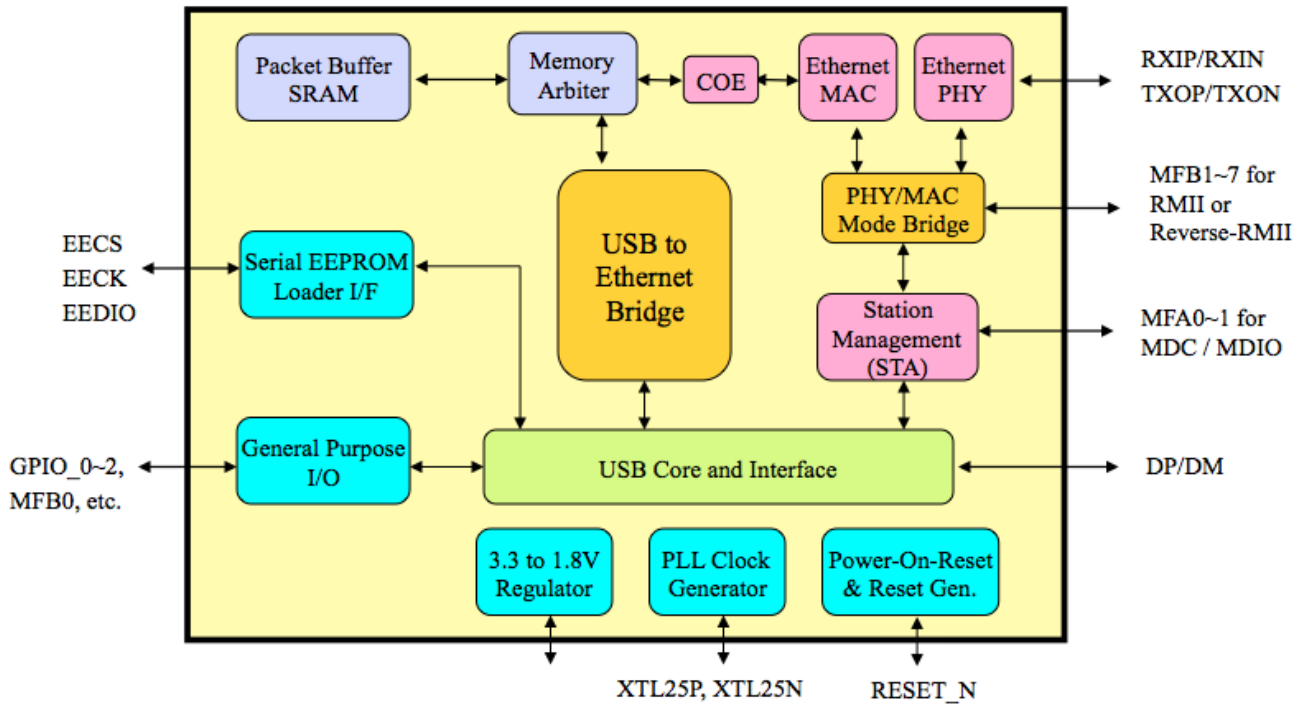 Packet Buffer
SRAM
Memory
Arbiter
COE
Ethernet
MAC
Ethernet
PHY
RXIP/RXIN
TXOP/TXON
PHY/MAC
Mode Bridge
MFB1~7 for
RMII or
Reverse-RMII
USB to
Ethernet
Bridge
EECS
EECK
EEDIO
Serial EEPROM
Loader I/F
Station
Management
(STA)
MFA0~1 for
MDC / MDIO
GPIO_0~2,
MFB0, etc.
General Purpose
I/O
USB Core and Interface
DP/DM
3.3 to 1.8V
Regulator
PLL Clock
Generator
Power-On-Reset
& Reset Gen.
XTL25P, XTL25N
RESET_N